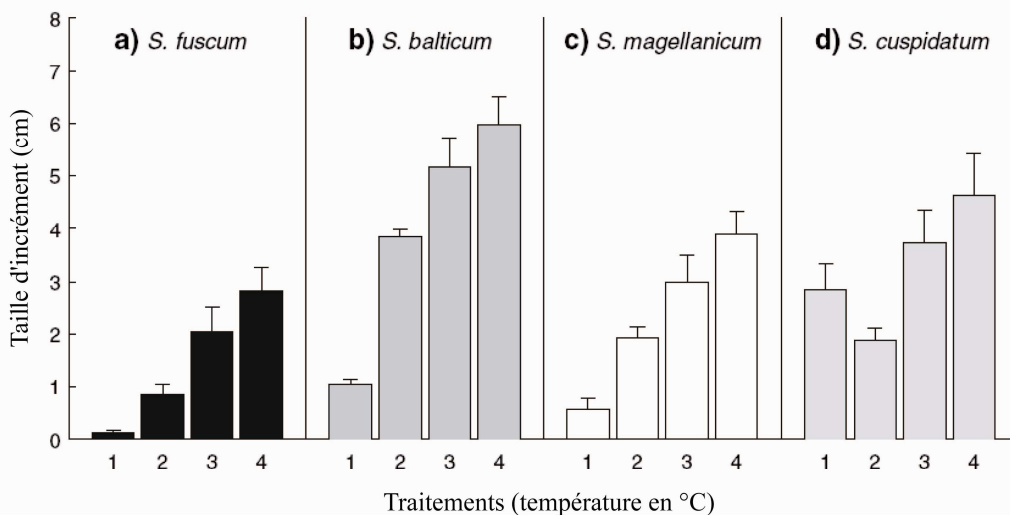 a) S. fuscum
b) S. balticum
c) S. magellanicum
d) S. cuspidatum
Taille d'incrément (cm)
8
7
6
5
4
3
2
1
0
1 2 3 4 1 2 3 4 1 2 3 4 1 2 3 4
Traitements (température en °C)